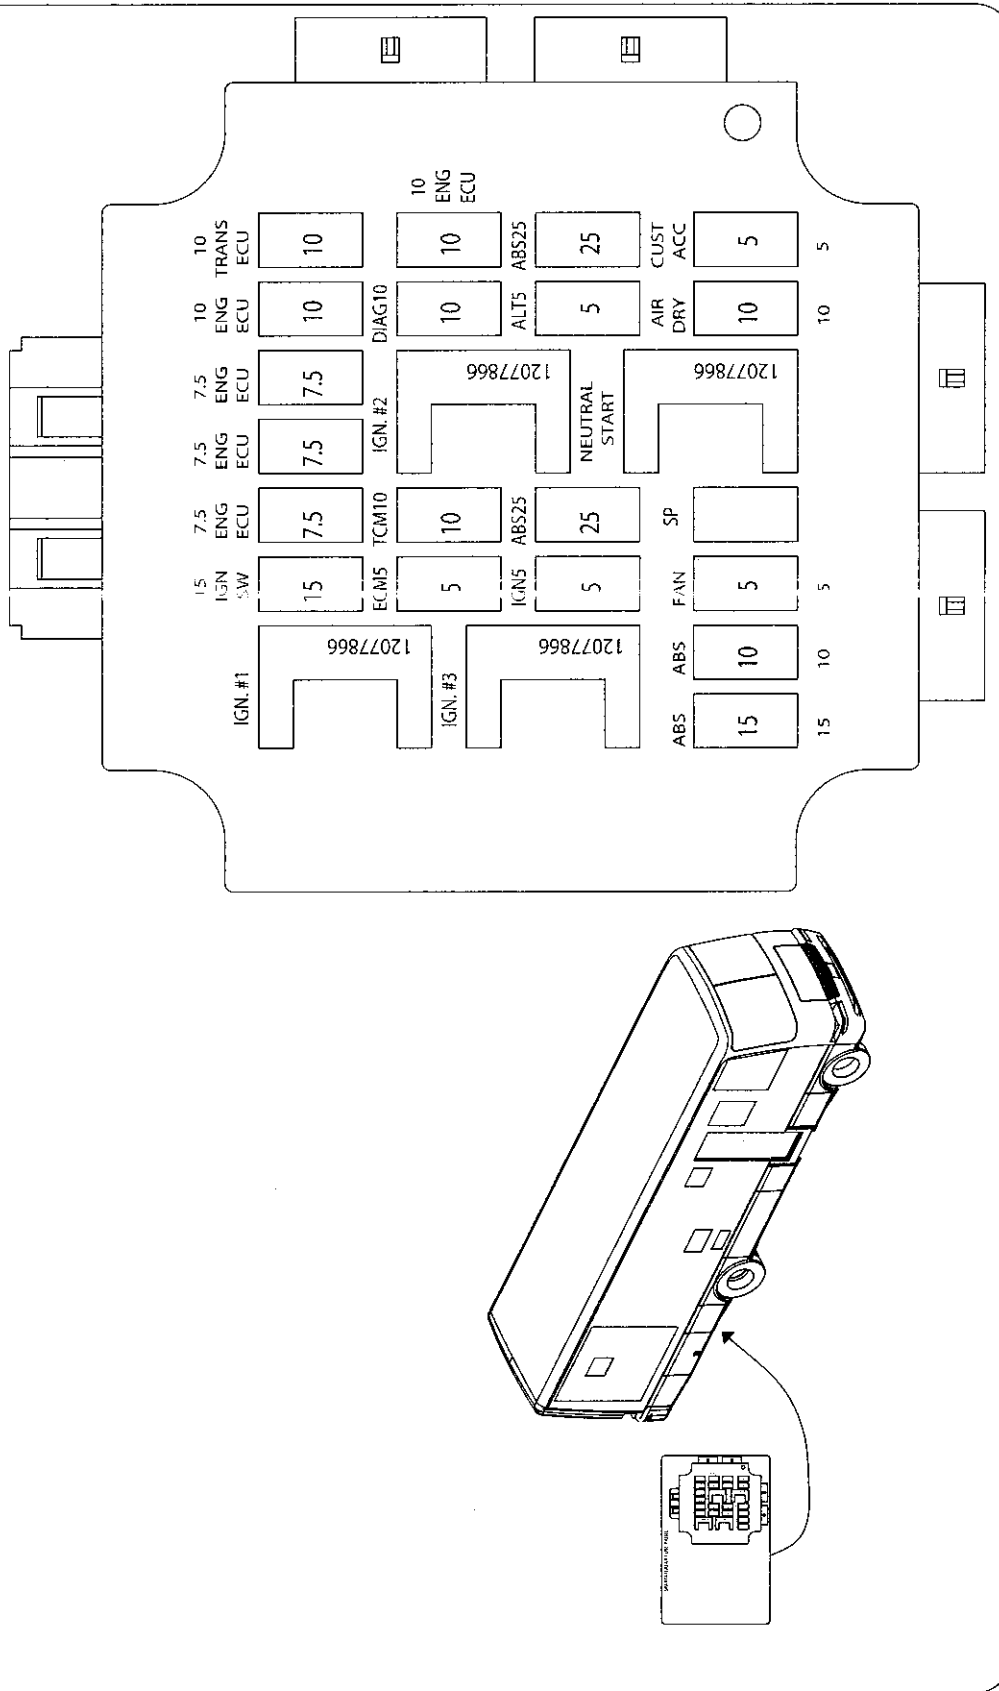 10
ENG
ECU
10
TRANS
ECU
10
ENG
ECU
7.5
ENG
ECU
7.5
ENG
ECU
7.5
ENG
ECU
15
IGN
SW
10
10
7.5
7.5
7.5
15
IGN. #1
12077866
DIAG10
IGN. #2
TCM10
ECM5
10
10
12077866
10
5
IGN. #3
12077866
ABS25
ALT5
NEUTRAL
START
ABS25
IGN5
25
5
12077866
25
5
CUST
ACC
AIR
DRY
SP
FAN
ABS
ABS
5
10
5
10
15
5
10
5
10
15